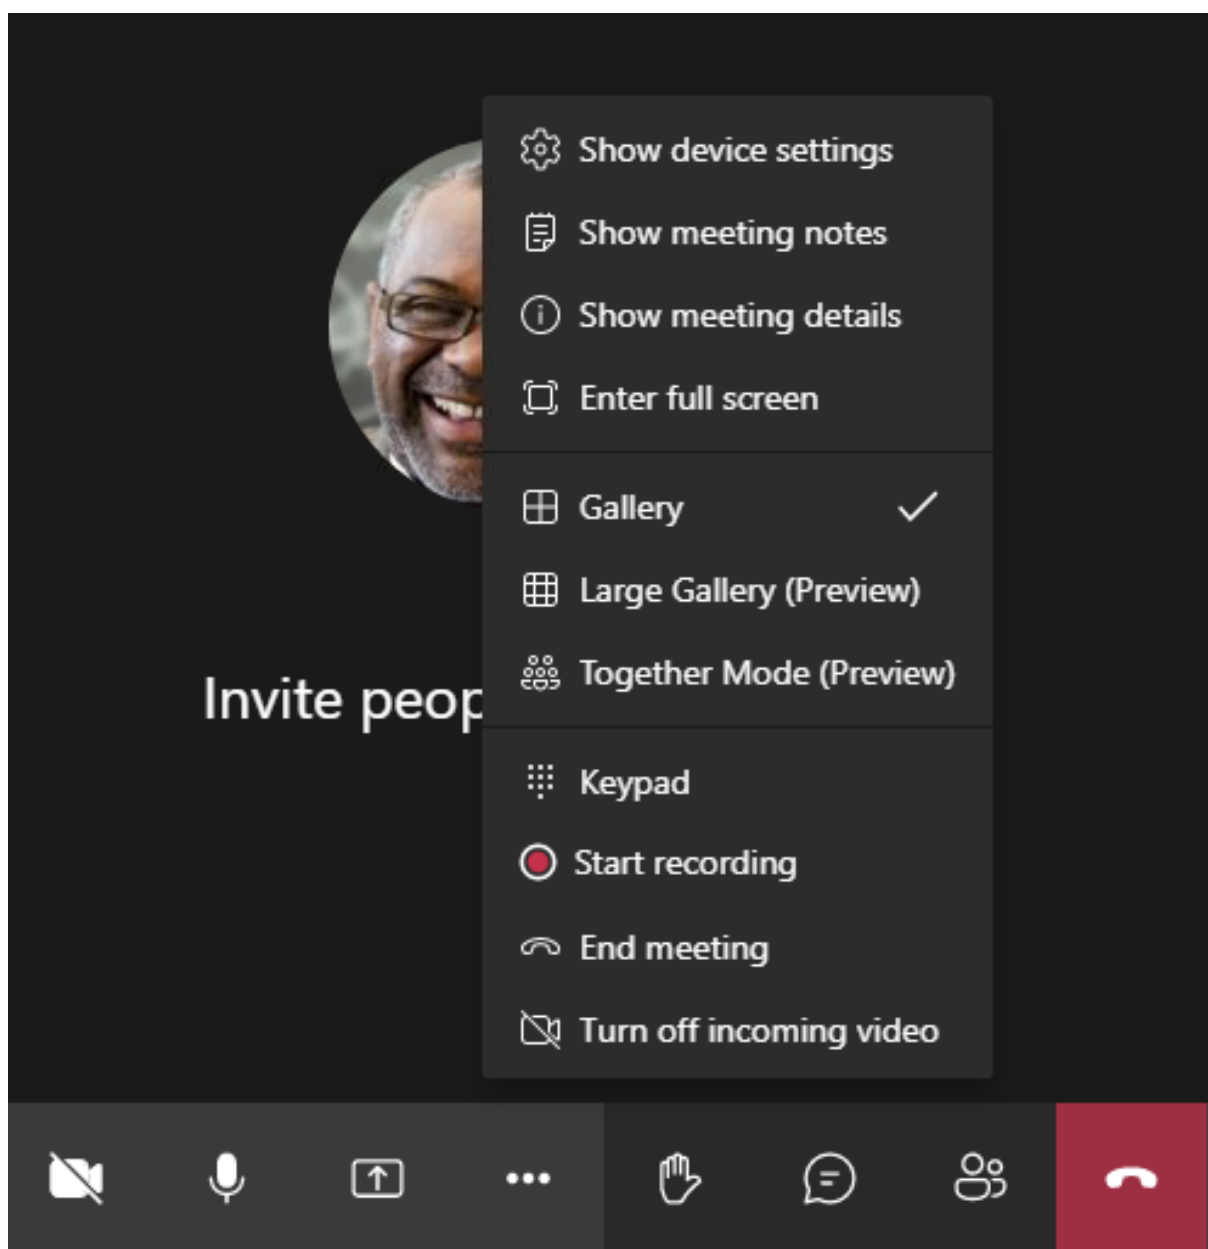 Show device settings
Show meeting notes
Show meeting details
Enter full screen
Gallery
Large Gallery (Preview)
Together Mode (Preview)
Invite
Keypad
Start recording
End meeting
Turn off incoming video